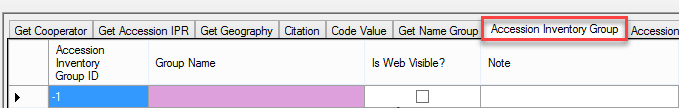 Get Cooperator Get Accession IPR Get Geography Citation Code Value Get Name Group Accession Inventory Group Accession
Accession Inventory Group ID Group Name Is Web Visible? Note
-1